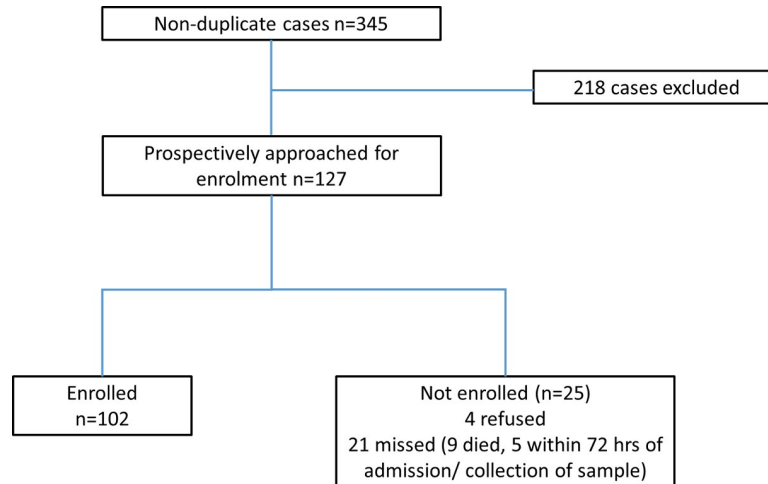 Non-duplicate cases n=345
218 cases excluded
Prospectively approached for
enrolment n=127
Enrolled
n=102
Not enrolled (n=25)
4 refused
21 missed (9 died, 5 within 72 hrs of
admission/ collection of sample)